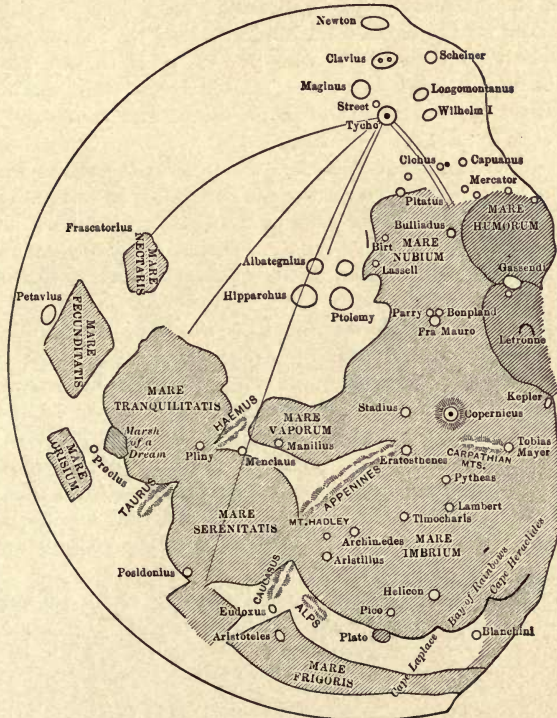 Newton
Clavius
Scheiner
Maginus
Longomontanus
Street
Wilhelm I
Tycho
Clchus
Capuanus
Mercator
Pitatus
Frascatorius
MARE
NECTARIS
Bulliadus
MARE
HUMORUM
Birt
MARE
NUBIUM
Lassell
Albategnius
Gassendi
Petavius
MARE
FECUNDITATIS
Hipparchus
Ptolemy
Parry
Bonpland
Fra Mauro
Letronne
MARE
TRANQUILITATIS
HAEMUS
Kepler
MARE
VAPORUM
Stadius
Copernicus
Marsh
of a
Dream
Manilius
MARE
CRISIUM
Proclus
Pliny
Menelaus
Eratosthenes
CARPATHIAN
MTS.
Tobias
Mayer
TAURUS
APPENINES
Pytheas
MARE
SERENITATIS
MT. HADLEY
Lambert
Timocharis
Archimedes
MARE
IMBRIUM
Aristillus
Posidonius
CAUCASUS
Bay of Rainbows
Cape Heraclides
Helicon
Eudoxus
ALPS
Pico
Aristoteles
Plato
Cape Laplace
Bianchini
MARE
FRIGORIS